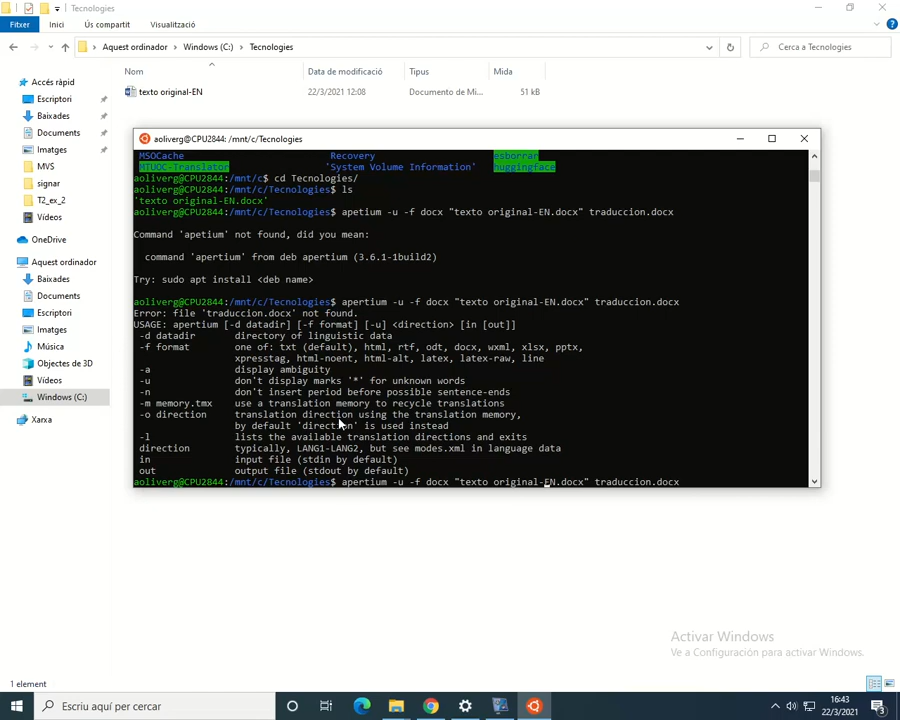 Tecnologies
Fitxer Inici Ús compartit Visualització
Aquest ordinador > Windows (C:) > Tecnologies
Cerca a Tecnologies
Nom Data de modificació Tipus Mida
texto original-EN 22/3/2021 12:08 Documento de Mi... 51 kB
Accés ràpid
Escriptori
Baixades
Documents
Imatges
MVS
signar
T2_ex_2
Vídeos
OneDrive
Aquest ordinador
Baixades
Documents
Escriptori
Imatges
Música
Objectes de 3D
Vídeos
Windows (C:)
Xarxa
aoliverg@CPU2844: /mnt/c/Tecnologies
MSOCache Recovery esborrar
MTUOC-Translator 'System Volume Information' huggingface
aoliverg@CPU2844:/mnt/c$ cd Tecnologies/
aoliverg@CPU2844:/mnt/c/Tecnologies$ ls
'texto original-EN.docx'
aoliverg@CPU2844:/mnt/c/Tecnologies$ apetium -u -f docx "texto original-EN.docx" traduccion.docx
Command 'apetium' not found, did you mean:
command 'apertium' from deb apertium (3.6.1-1build2)
Try: sudo apt install <deb name>
aoliverg@CPU2844:/mnt/c/Tecnologies$ apertium -u -f docx "texto original-EN.docx" traduccion.docx
Error: file 'traduccion.docx' not found.
USAGE: apertium [-d datadir] [-f format] [-u] <direction> [in [out]]
-d datadir directory of linguistic data
-f format one of: txt (default), html, rtf, odt, docx, wxml, xlsx, pptx,
xpresstag, html-noent, html-alt, latex, latex-raw, line
-a display ambiguity
-u don't display marks '*' for unknown words
-n don't insert period before possible sentence-ends
-m memory.tmx use a translation memory to recycle translations
-o direction translation direction using the translation memory,
by default 'direction' is used instead
-l lists the available translation directions and exits
direction typically, LANG1-LANG2, but see modes.xml in language data
in input file (stdin by default)
out output file (stdout by default)
aoliverg@CPU2844:/mnt/c/Tecnologies$ apertium -u -f docx "texto original-EN.docx" traduccion.docx
Activar Windows
Ve a Configuración para activar Windows.
1 element
Escriu aquí per cercar
16:43
22/3/2021
3